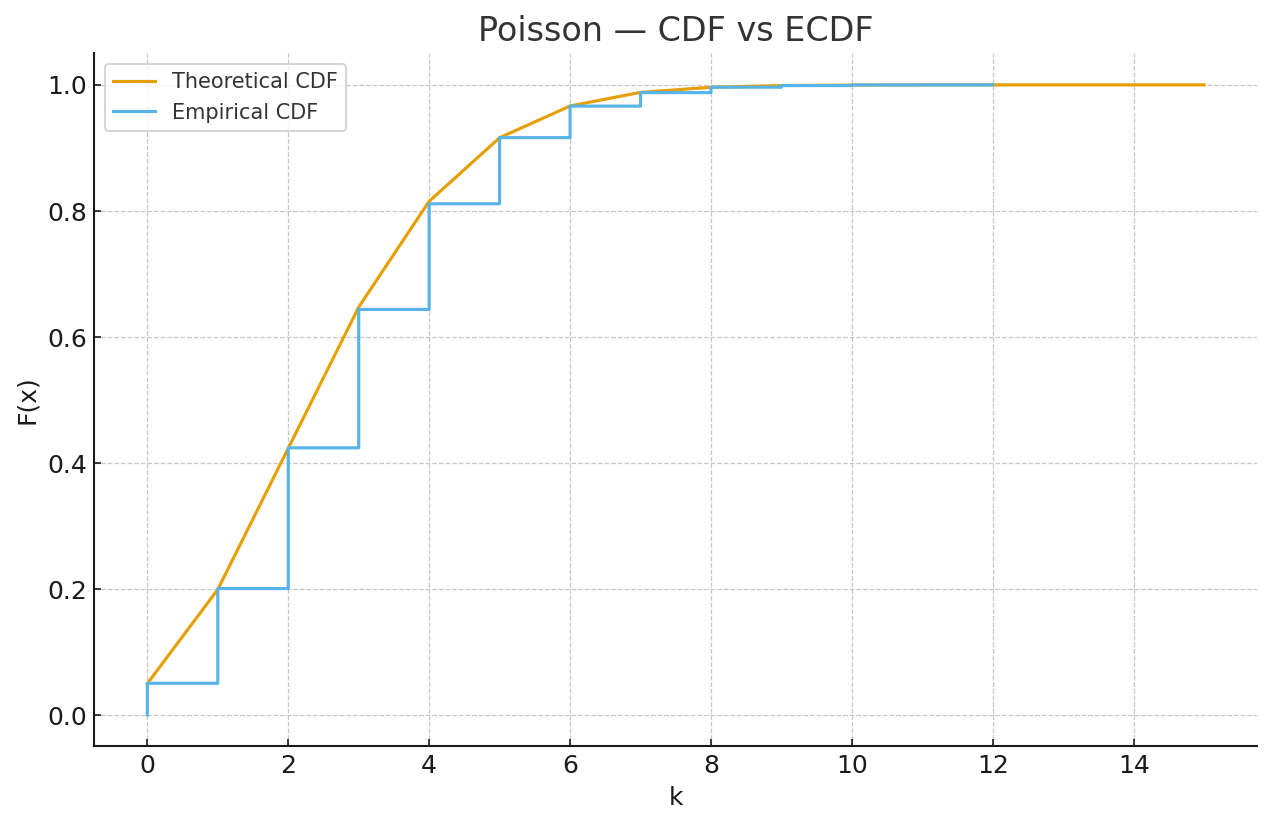 Poisson — CDF vs ECDF
Theoretical CDF
Empirical CDF
F(x)
1.0
0.8
0.6
0.4
0.2
0.0
0 2 4 6 8 10 12 14
k